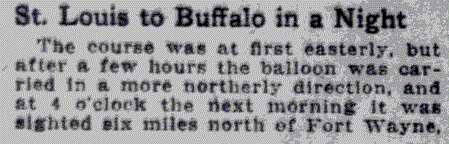 St. Louis to Buffalo in a Night
The course was at first easterly, but
after a few hours the balloon was car-
ried in a more northerly direction, and
at 4 o'clock the next morning it was
sighted six miles north of Fort Wayne,